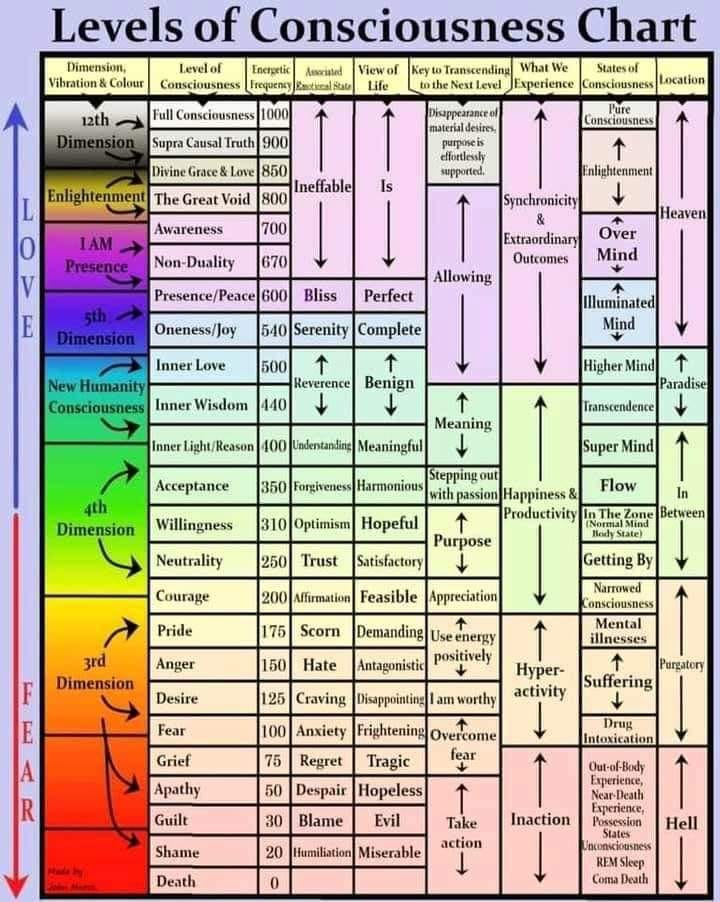 Levels of Consciousness Chart
Dimension,
Vibration & Colour
Level of
Consciousness
Energetic
Frequency
Associated
Emotional State
View of
Life
Key to Transcending
to the Next Level
What We
Experience
States of
Consciousness
Location
LOVE
FEAR
12th
Dimension
Enlightenment
I AM
Presence
5th
Dimension
New Humanity
Consciousness
4th
Dimension
3rd
Dimension
Made by
Full Consciousness 1000
Supra Causal Truth 900
Divine Grace & Love 850
The Great Void 800
Awareness 700
Non-Duality 670
Ineffable
Is
Presence/Peace 600 Bliss Perfect
Oneness/Joy 540 Serenity Complete
Inner Love 500
Inner Wisdom 440
Reverence
Benign
Inner Light/Reason 400 Understanding Meaningful
Acceptance 350 Forgiveness Harmonious
Willingness 310 Optimism Hopeful
Neutrality 250 Trust Satisfactory
Courage 200 Affirmation Feasible
Pride 175 Scorn Demanding
Anger 150 Hate Antagonistic
Desire 125 Craving Disappointing
Fear 100 Anxiety Frightening
Grief 75 Regret Tragic
Apathy 50 Despair Hopeless
Guilt 30 Blame Evil
Shame 20 Humiliation Miserable
Death 0
Disappearance of
material desires,
purpose is
effortlessly
supported.
Allowing
Meaning
Stepping out
with passion
Purpose
Appreciation
Use energy
positively
I am worthy
Overcome
fear
Take
action
Synchronicity
&
Extraordinary
Outcomes
Happiness &
Productivity
Hyper-
activity
Inaction
Pure
Consciousness
Enlightenment
Over
Mind
Illuminated
Mind
Higher Mind
Transcendence
Super Mind
Flow
In The Zone
(Normal Mind
Body State)
Getting By
Narrowed
Consciousness
Mental
illnesses
Suffering
Drug
Intoxication
Out-of-Body
Experience,
Near-Death
Experience,
Possession
States
Unconsciousness
REM Sleep
Coma Death
Heaven
Paradise
In
Between
Purgatory
Hell